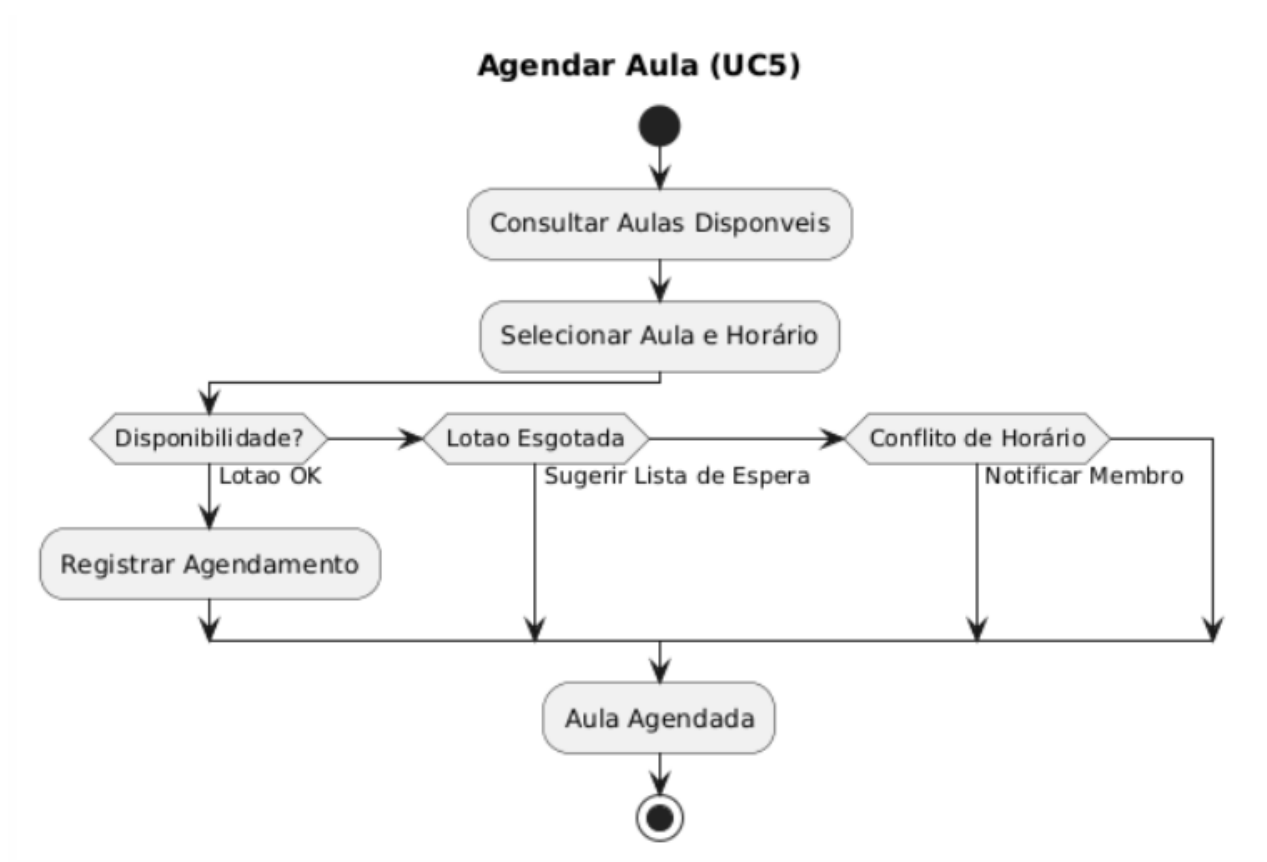 Agendar Aula (UC5)
Consultar Aulas Disponveis
Selecionar Aula e Horário
Disponibilidade?
Lotao Esgotada
Conflito de Horário
Lotao OK
Sugerir Lista de Espera
Notificar Membro
Registrar Agendamento
Aula Agendada